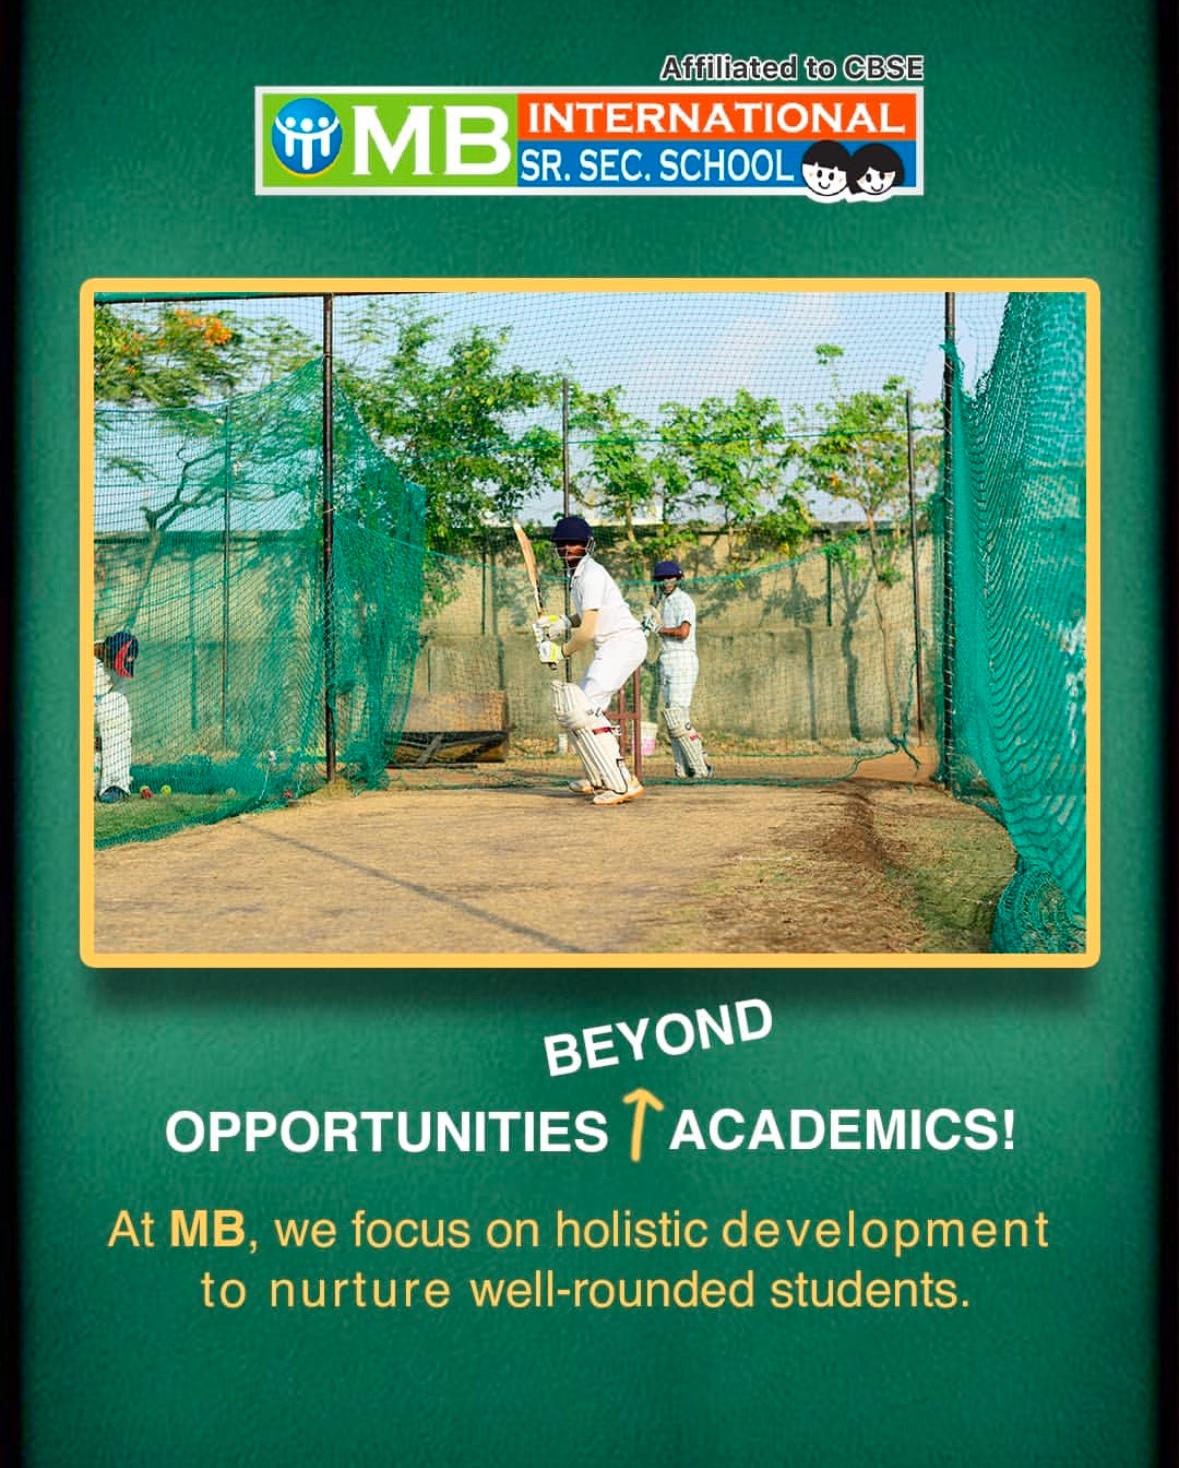 Affiliated to CBSE
MB INTERNATIONAL
SR. SEC. SCHOOL
BEYOND
OPPORTUNITIES ↑ ACADEMICS!
At MB, we focus on holistic development
to nurture well-rounded students.